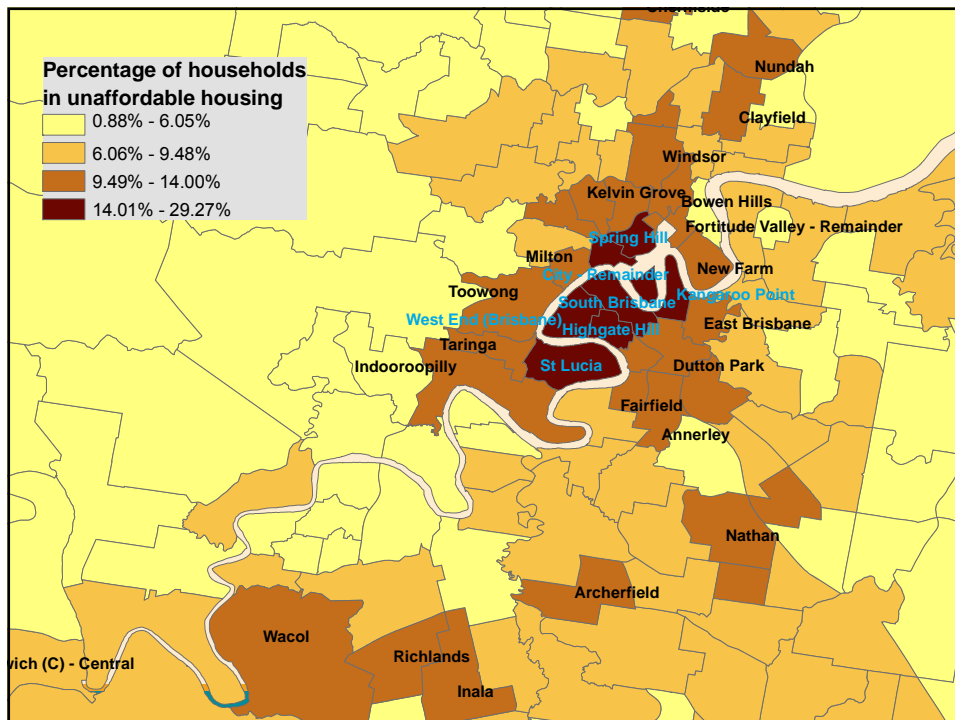 Chermside
Percentage of households
in unaffordable housing
0.88% - 6.05%
6.06% - 9.48%
9.49% - 14.00%
14.01% - 29.27%
Nundah
Clayfield
Windsor
Kelvin Grove
Bowen Hills
Fortitude Valley - Remainder
Spring Hill
Milton
City - Remainder
New Farm
Toowong
South Brisbane
Kangaroo Point
West End (Brisbane)
Highgate Hill
East Brisbane
Taringa
Indooroopilly
St Lucia
Dutton Park
Fairfield
Annerley
Nathan
Archerfield
Wacol
wich (C) - Central
Richlands
Inala